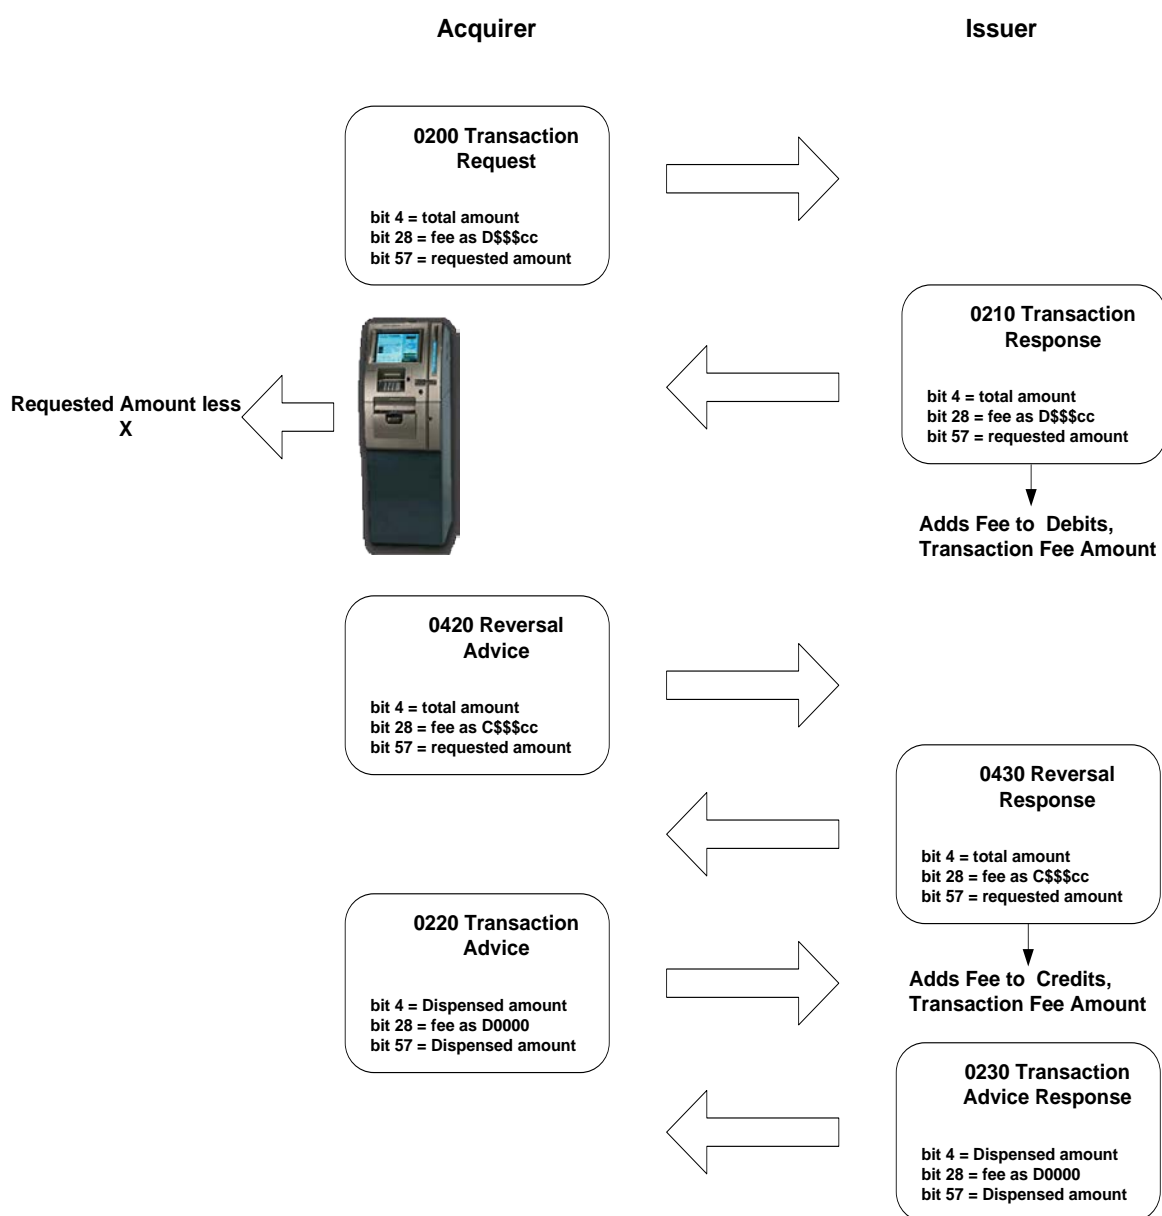 Acquirer
Issuer
0200 Transaction
Request
bit 4 = total amount
bit 28 = fee as D$$$cc
bit 57 = requested amount
0210 Transaction
Response
bit 4 = total amount
bit 28 = fee as D$$$cc
bit 57 = requested amount
Requested Amount less
X
Adds Fee to Debits,
Transaction Fee Amount
0420 Reversal
Advice
bit 4 = total amount
bit 28 = fee as C$$$cc
bit 57 = requested amount
0430 Reversal
Response
bit 4 = total amount
bit 28 = fee as C$$$cc
bit 57 = requested amount
0220 Transaction
Advice
bit 4 = Dispensed amount
bit 28 = fee as D0000
bit 57 = Dispensed amount
Adds Fee to Credits,
Transaction Fee Amount
0230 Transaction
Advice Response
bit 4 = Dispensed amount
bit 28 = fee as D0000
bit 57 = Dispensed amount